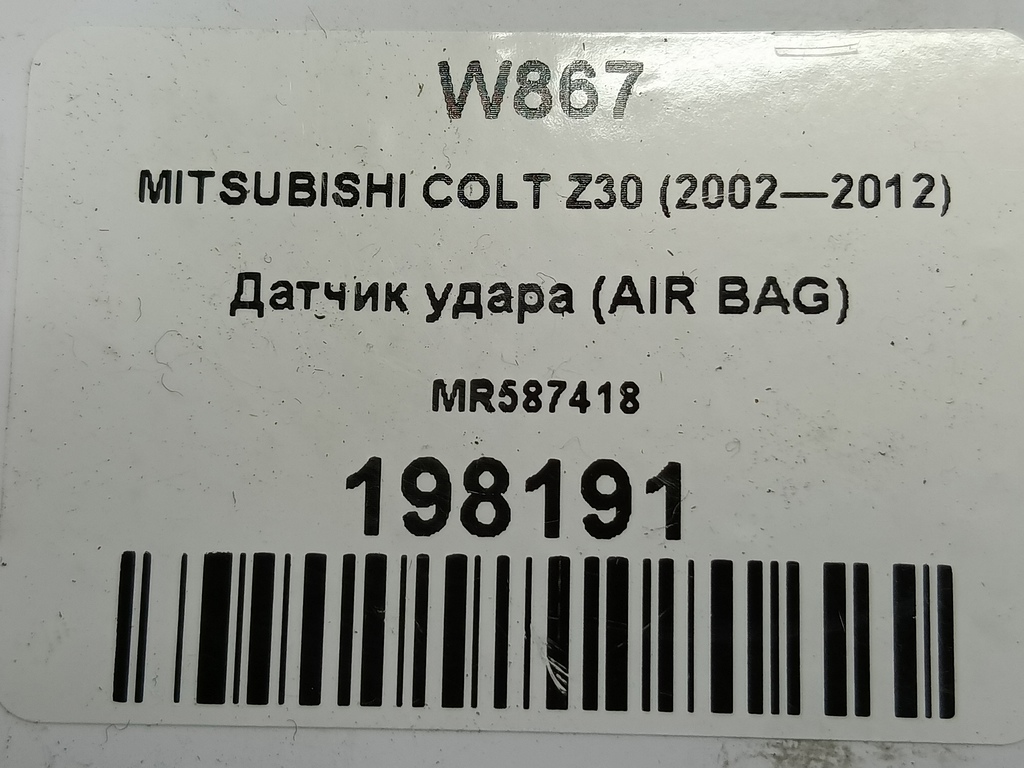 W867
MITSUBISHI COLT Z30 (2002—2012)
Датчик удара (AIR BAG)
MR587418
198191